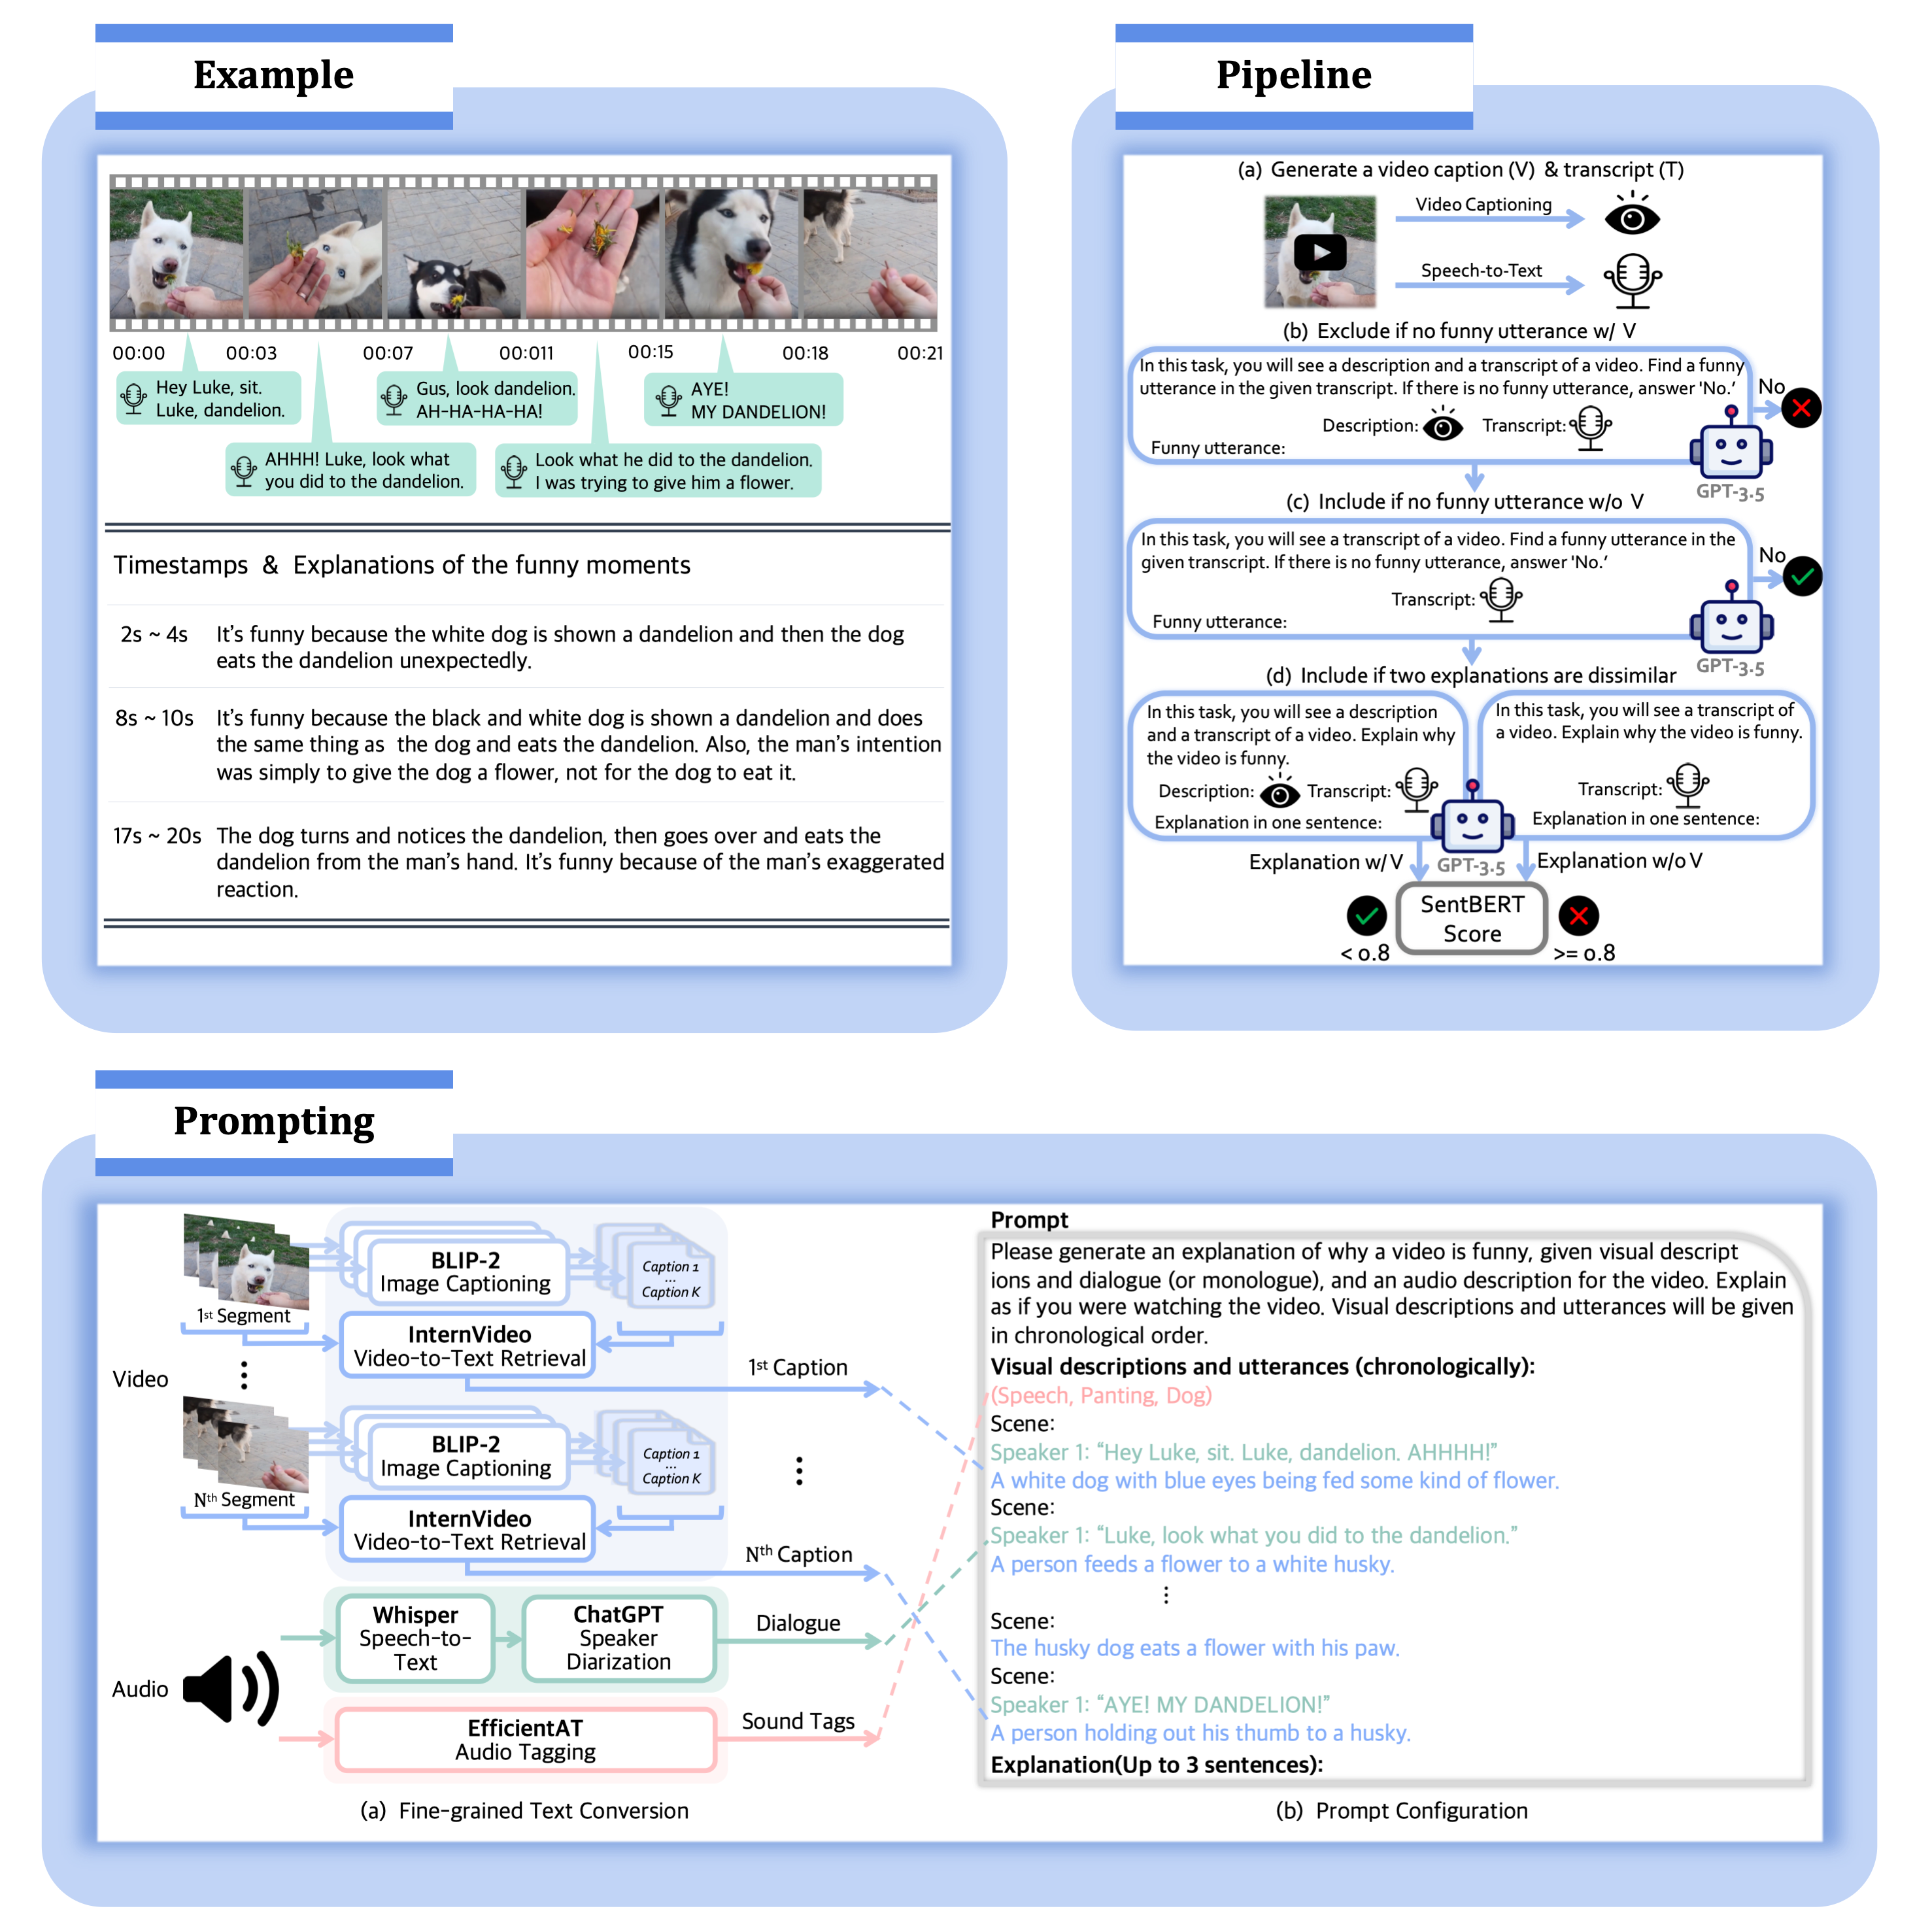 Example
00:00
00:03
00:07
00:011
00:15
00:18
00:21
Hey Luke, sit.
Luke, dandelion.
Gus, look dandelion.
AH-HA-HA-HA!
AYE!
MY DANDELION!
AHHH! Luke, look what
you did to the dandelion.
Look what he did to the dandelion.
I was trying to give him a flower.
Timestamps & Explanations of the funny moments
2s ~ 4s
It's funny because the white dog is shown a dandelion and then the dog
eats the dandelion unexpectedly.
8s ~ 10s
It's funny because the black and white dog is shown a dandelion and does
the same thing as the dog and eats the dandelion. Also, the man's intention
was simply to give the dog a flower, not for the dog to eat it.
17s ~ 20s
The dog turns and notices the dandelion, then goes over and eats the
dandelion from the man's hand. It's funny because of the man's exaggerated
reaction.
Pipeline
(a) Generate a video caption (V) & transcript (T)
Video Captioning
Speech-to-Text
(b) Exclude if no funny utterance w/ V
In this task, you will see a description and a transcript of a video. Find a funny
utterance in the given transcript. If there is no funny utterance, answer 'No.'
No
Description:
Transcript:
Funny utterance:
GPT-3.5
(c) Include if no funny utterance w/o V
In this task, you will see a transcript of a video. Find a funny utterance in the
given transcript. If there is no funny utterance, answer 'No.'
No
Transcript:
Funny utterance:
GPT-3.5
(d) Include if two explanations are dissimilar
In this task, you will see a description
and a transcript of a video. Explain why
the video is funny.
Description:
Transcript:
Explanation in one sentence:
In this task, you will see a transcript of
a video. Explain why the video is funny.
Transcript:
Explanation in one sentence:
Explanation w/ V
GPT-3.5
Explanation w/o V
SentBERT
Score
< 0.8
>= 0.8
Prompting
Video
1st Segment
BLIP-2
Image Captioning
Caption 1
...
Caption K
InternVideo
Video-to-Text Retrieval
1st Caption
Nth Segment
BLIP-2
Image Captioning
Caption 1
...
Caption K
InternVideo
Video-to-Text Retrieval
Nth Caption
Audio
Whisper
Speech-to-
Text
ChatGPT
Speaker
Diarization
Dialogue
EfficientAT
Audio Tagging
Sound Tags
(a) Fine-grained Text Conversion
Prompt
Please generate an explanation of why a video is funny, given visual descript
ions and dialogue (or monologue), and an audio description for the video. Explain
as if you were watching the video. Visual descriptions and utterances will be given
in chronological order.
Visual descriptions and utterances (chronologically):
(Speech, Panting, Dog)
Scene:
Speaker 1: “Hey Luke, sit. Luke, dandelion. AHHHH!”
A white dog with blue eyes being fed some kind of flower.
Scene:
Speaker 1: “Luke, look what you did to the dandelion.”
A person feeds a flower to a white husky.
Scene:
The husky dog eats a flower with his paw.
Scene:
Speaker 1: “AYE! MY DANDELION!”
A person holding out his thumb to a husky.
Explanation(Up to 3 sentences):
(b) Prompt Configuration